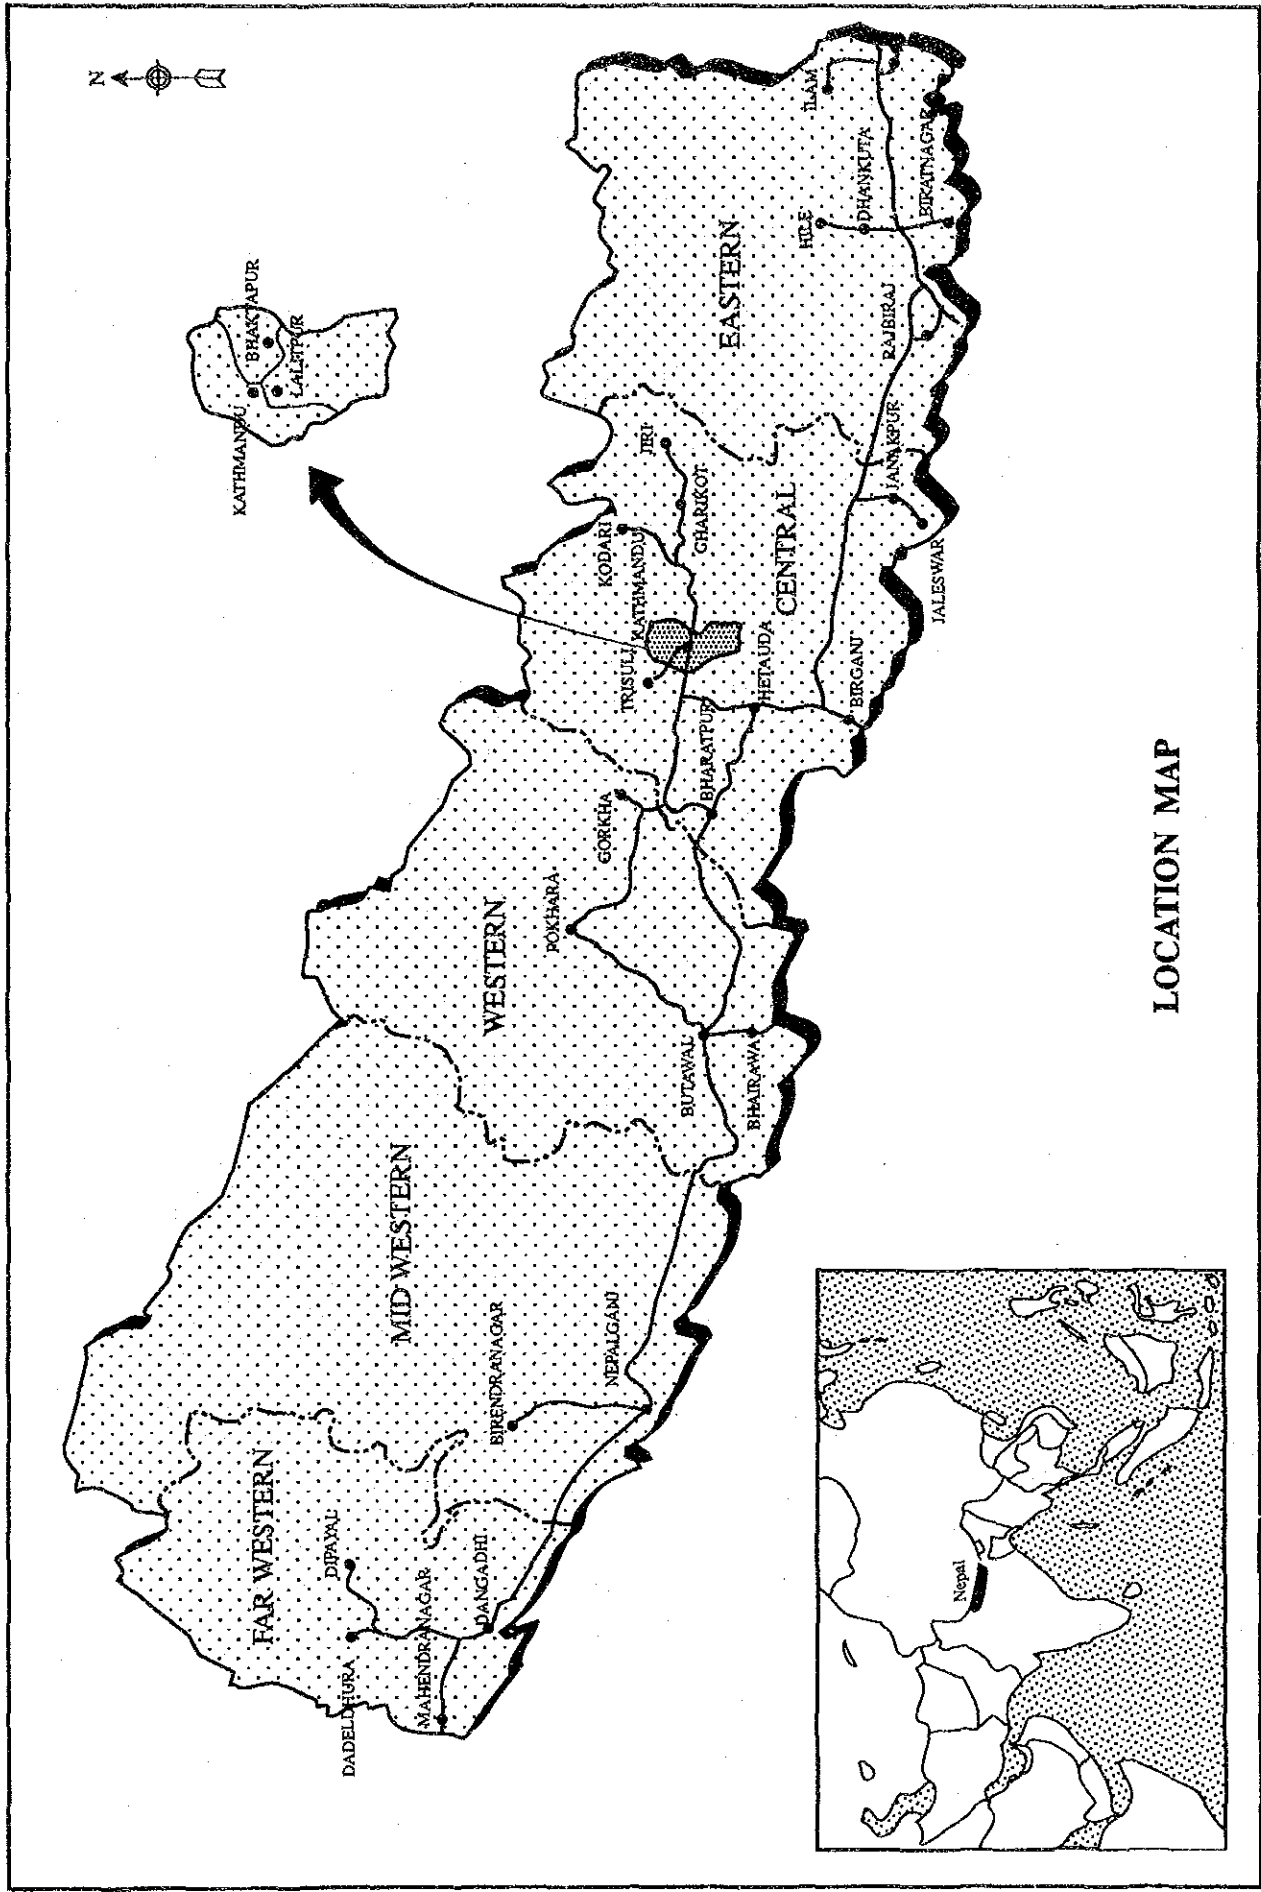 N
KATHMANDU
BHAKTAPUR
LALITPUR
FAR WESTERN
MID WESTERN
WESTERN
CENTRAL
EASTERN
DADELDHURA
DIPAYAL
MAHENDRANAGAR
DANGADHI
BIRENDRANAGAR
NEPALGANJ
POKHARA
GORKHA
BUTAWAL
BHAIRAWA
BHARATPUR
TRISULI
KATHMANDU
KODARI
HETAUDA
BIRGANJ
GHARIKOT
JIRI
JALESWAR
JANAKPUR
RAJBIRAJ
HILE
DHANKUTA
BIRATNAGAR
ILAM
Nepal
LOCATION MAP